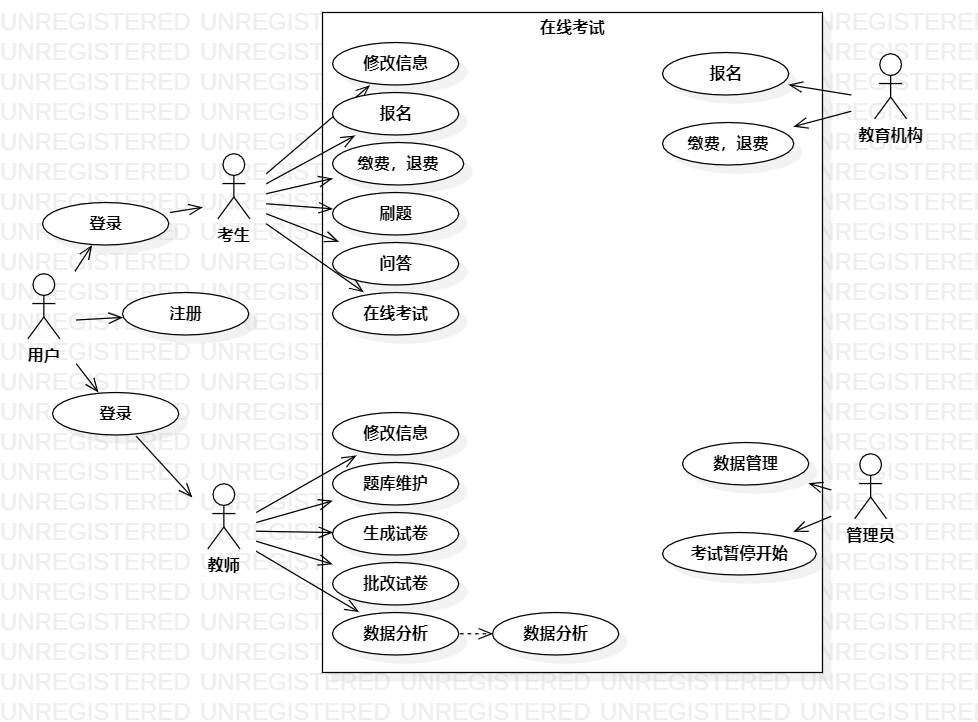 在线考试
修改信息
报名
缴费，退费
刷题
问答
在线考试
报名
缴费，退费
教育机构
登录
考生
注册
用户
登录
修改信息
题库维护
生成试卷
批改试卷
数据分析
数据分析
教师
数据管理
考试暂停开始
管理员
UNREGISTERED